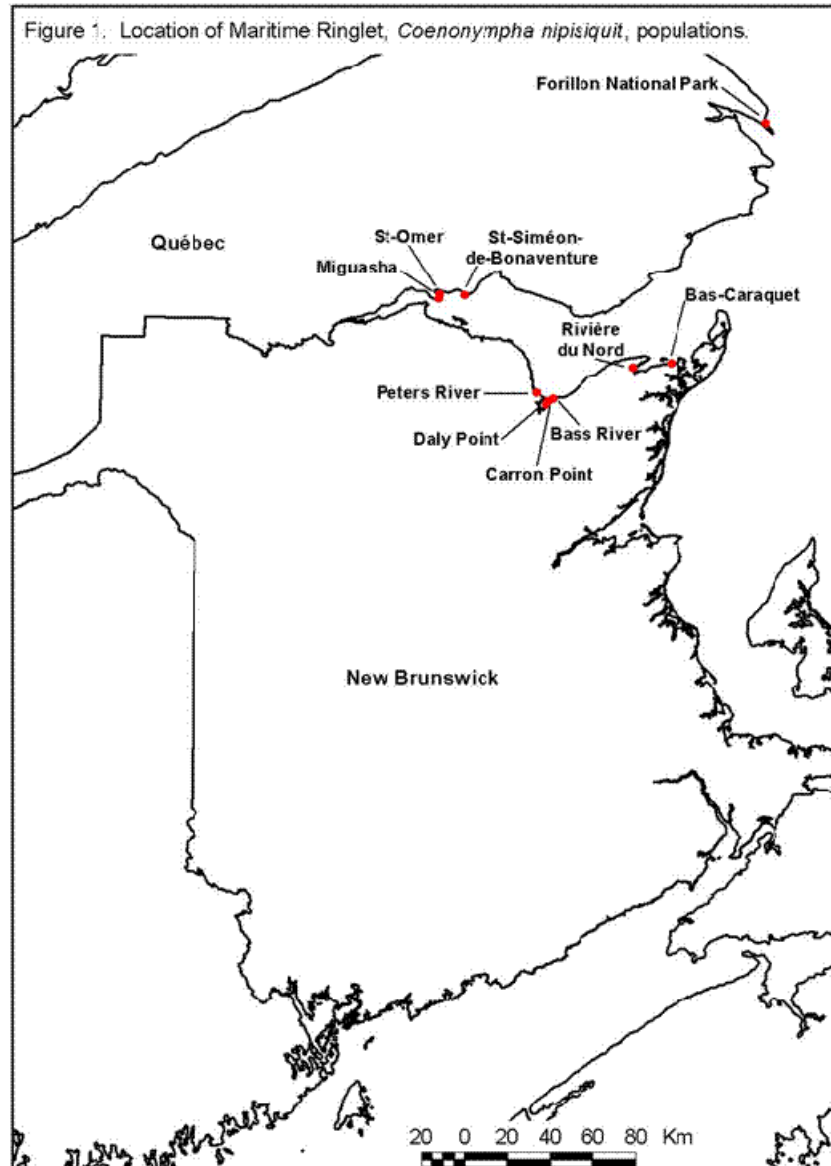 Figure 1. Location of Maritime Ringlet, Coenonympha nipisiquit, populations.
Forillon National Park
Québec
St-Omer
Miguasha
St-Siméon-
de-Bonaventure
Bas-Caraquet
Rivière
du Nord
Peters River
Daly Point
Bass River
Carron Point
New Brunswick
20 0 20 40 60 80 Km